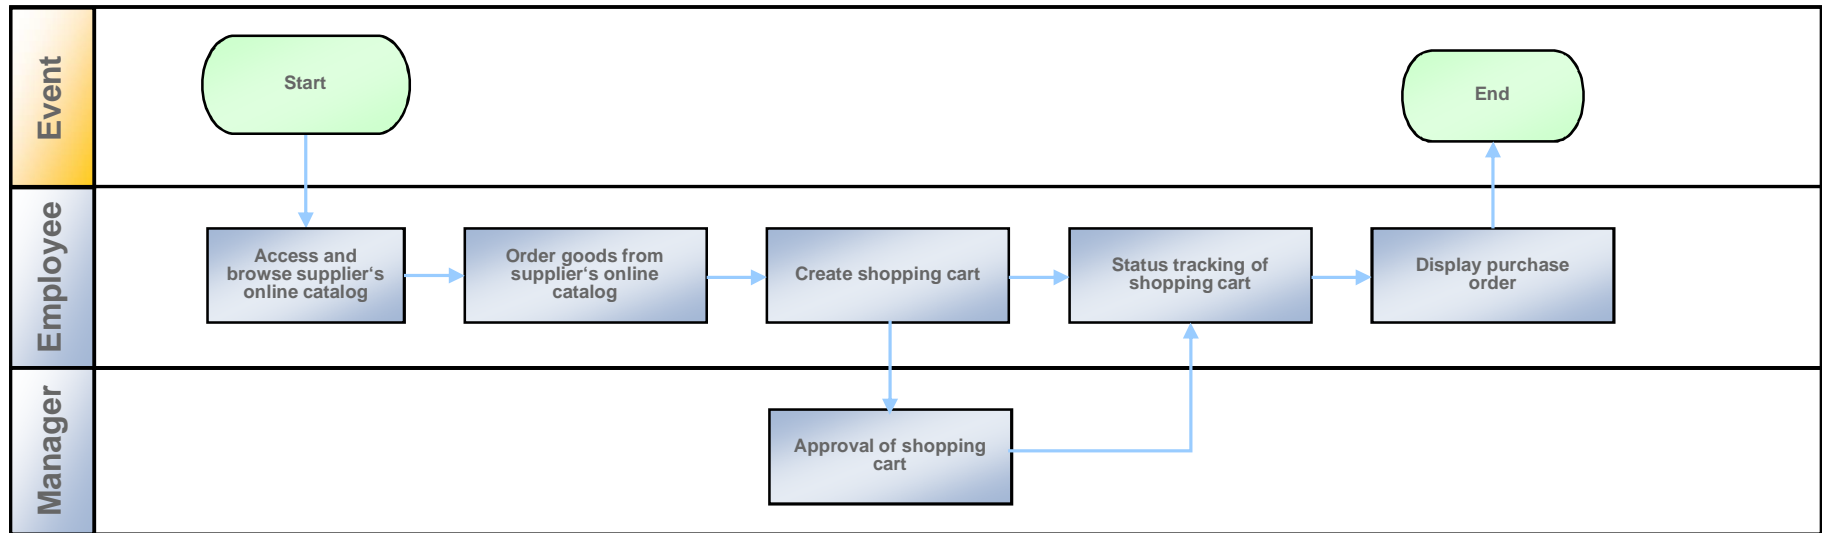 Event
Start
End
Employee
Access and
browse supplier‘s
online catalog
Order goods from
supplier‘s online
catalog
Create shopping cart
Status tracking of
shopping cart
Display purchase
order
Manager
Approval of shopping
cart